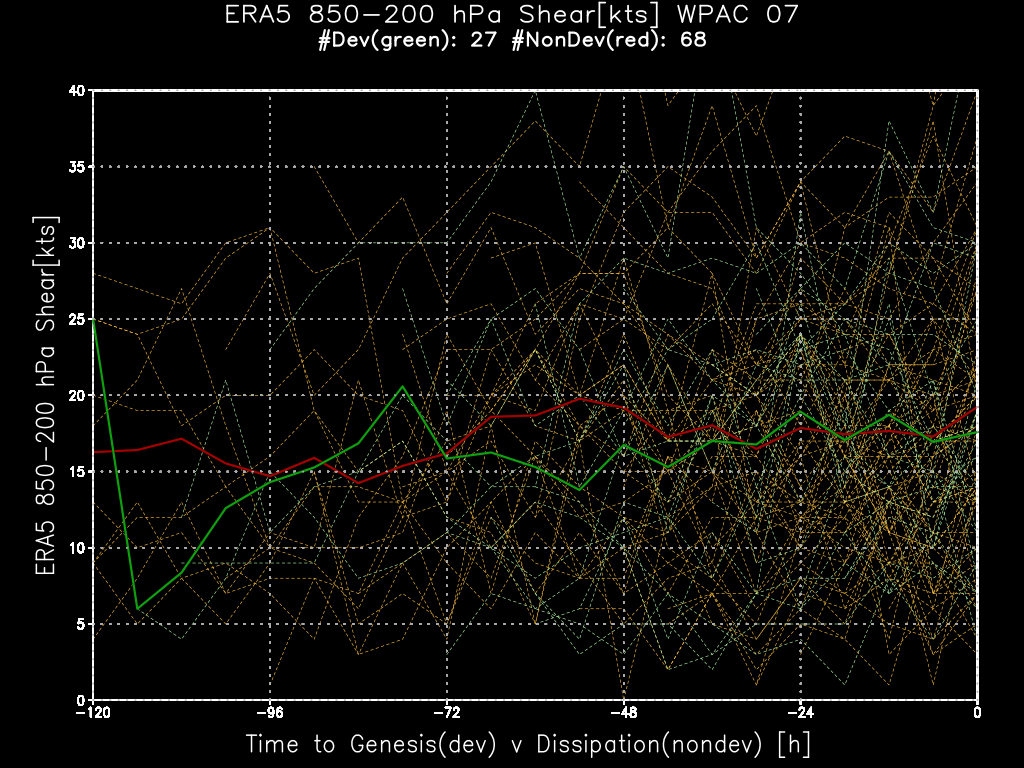 ERA5 850-200 hPa Shear[kts] WPAC 07
#Dev(green): 27 #NonDev(red): 68
40
35
30
25
20
15
10
5
0
ERA5 850-200 hPa Shear[kts]
-120 -96 -72 -48 -24 0
Time to Genesis(dev) v Dissipation(nondev) [h]